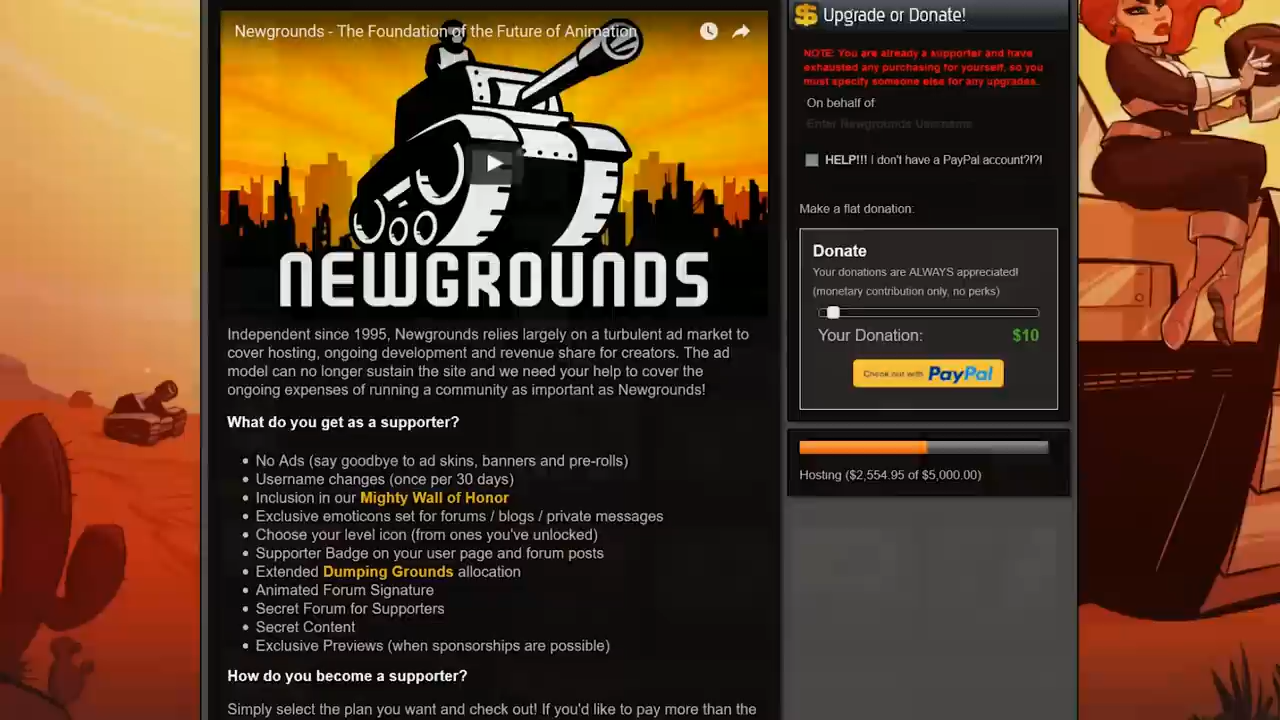 Newgrounds - The Foundation of the Future of Animation
NEWGROUNDS
Independent since 1995, Newgrounds relies largely on a turbulent ad market to
cover hosting, ongoing development and revenue share for creators. The ad
model can no longer sustain the site and we need your help to cover the
ongoing expenses of running a community as important as Newgrounds!
What do you get as a supporter?
No Ads (say goodbye to ad skins, banners and pre-rolls)
Username changes (once per 30 days)
Inclusion in our Mighty Wall of Honor
Exclusive emoticons set for forums / blogs / private messages
Choose your level icon (from ones you've unlocked)
Supporter Badge on your user page and forum posts
Extended Dumping Grounds allocation
Animated Forum Signature
Secret Forum for Supporters
Secret Content
Exclusive Previews (when sponsorships are possible)
How do you become a supporter?
Simply select the plan you want and check out! If you'd like to pay more than the
Upgrade or Donate!
NOTE: You are already a supporter and have
exhausted any purchasing for yourself, so you
must specify someone else for any upgrades.
On behalf of
Enter Newgrounds Username
HELP!!! I don't have a PayPal account?!?!
Make a flat donation:
Donate
Your donations are ALWAYS appreciated!
(monetary contribution only, no perks)
Your Donation: $10
Check out with PayPal
Hosting ($2,554.95 of $5,000.00)